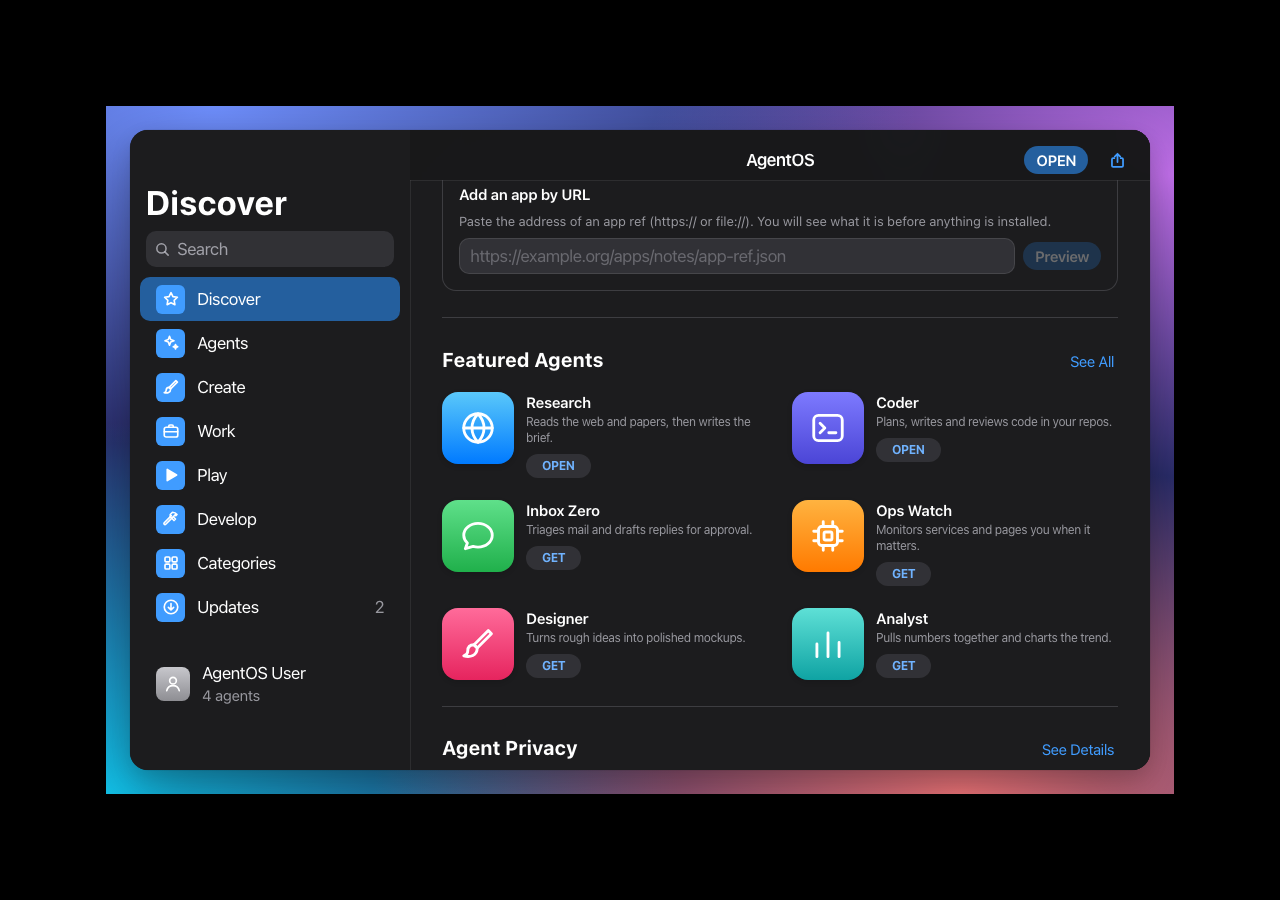 AgentOS
OPEN
Discover
Search
Discover
Agents
Create
Work
Play
Develop
Categories
Updates
2
AgentOS User
4 agents
Add an app by URL
Paste the address of an app ref (https:// or file://). You will see what it is before anything is installed.
https://example.org/apps/notes/app-ref.json
Preview
Featured Agents
See All
Research
Reads the web and papers, then writes the
brief.
OPEN
Coder
Plans, writes and reviews code in your repos.
OPEN
Inbox Zero
Triages mail and drafts replies for approval.
GET
Ops Watch
Monitors services and pages you when it
matters.
GET
Designer
Turns rough ideas into polished mockups.
GET
Analyst
Pulls numbers together and charts the trend.
GET
Agent Privacy
See Details